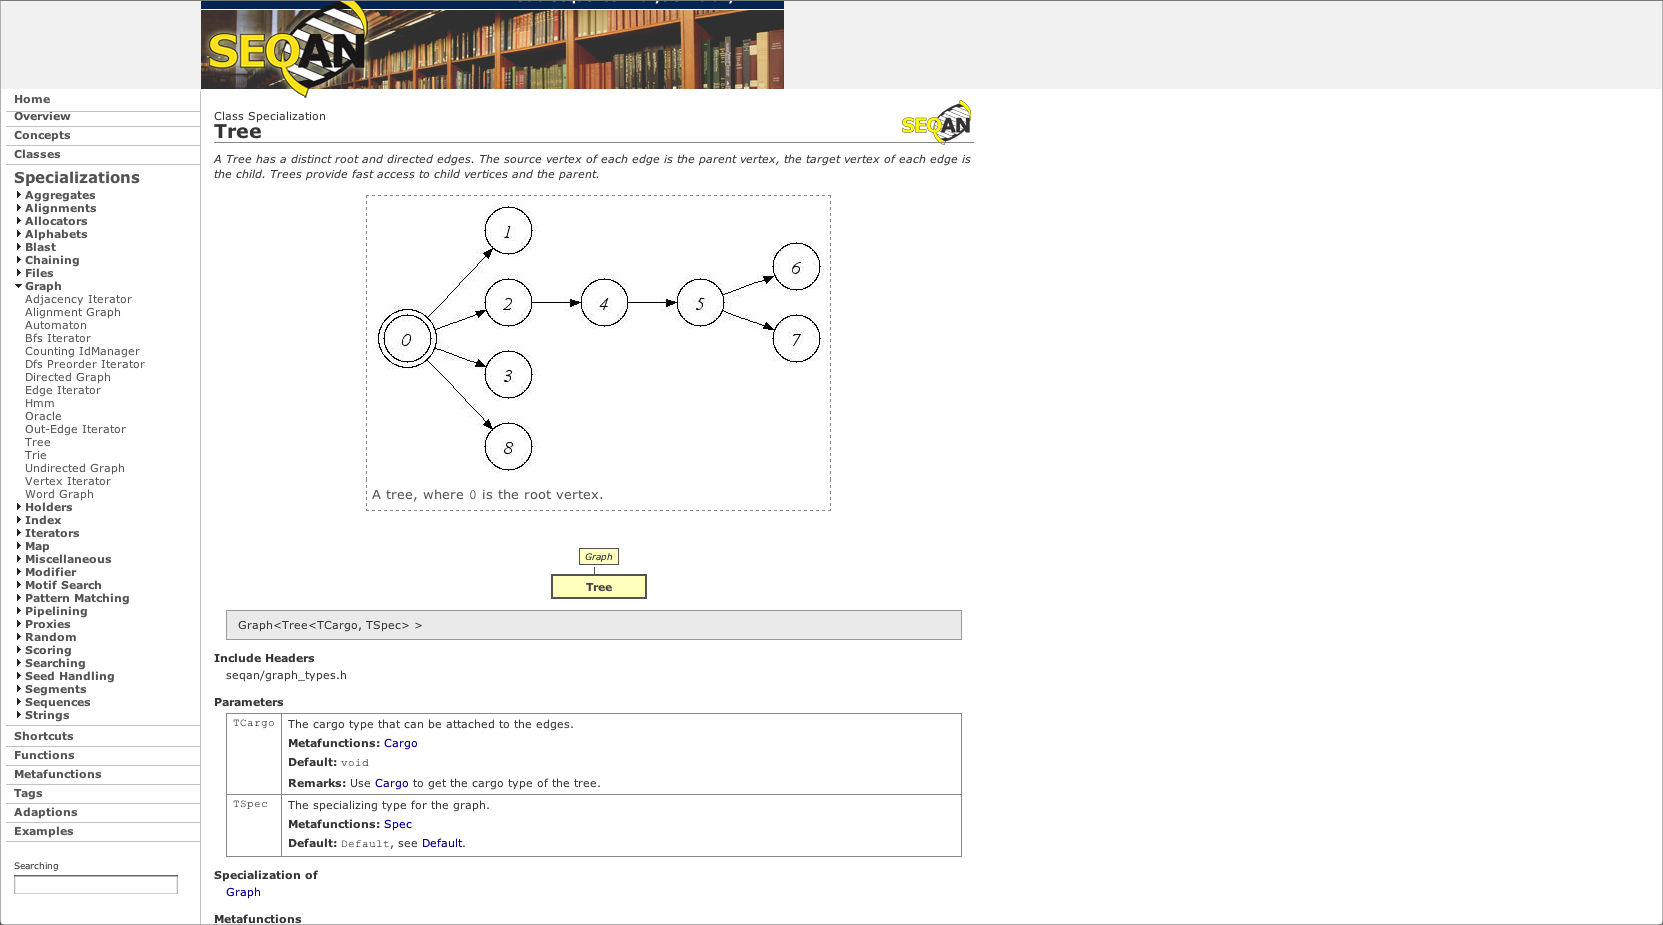 SEQAN
Home
Overview
Concepts
Classes
Specializations
Aggregates
Alignments
Allocators
Alphabets
Blast
Chaining
Files
Graph
Adjacency Iterator
Alignment Graph
Automaton
Bfs Iterator
Counting IdManager
Dfs Preorder Iterator
Directed Graph
Edge Iterator
Hmm
Oracle
Out-Edge Iterator
Tree
Trie
Undirected Graph
Vertex Iterator
Word Graph
Holders
Index
Iterators
Map
Miscellaneous
Modifier
Motif Search
Pattern Matching
Pipelining
Proxies
Random
Scoring
Searching
Seed Handling
Segments
Sequences
Strings
Shortcuts
Functions
Metafunctions
Tags
Adaptions
Examples
Searching
Class Specialization
Tree
SEQAN
A Tree has a distinct root and directed edges. The source vertex of each edge is the parent vertex, the target vertex of each edge is
the child. Trees provide fast access to child vertices and the parent.
1
6
2
4
5
0
7
3
8
A tree, where 0 is the root vertex.
Graph
Tree
Graph<Tree<TCargo, TSpec> >
Include Headers
seqan/graph_types.h
Parameters
TCargo
The cargo type that can be attached to the edges.
Metafunctions: Cargo
Default: void
Remarks: Use Cargo to get the cargo type of the tree.
TSpec
The specializing type for the graph.
Metafunctions: Spec
Default: Default, see Default.
Specialization of
Graph
Metafunctions